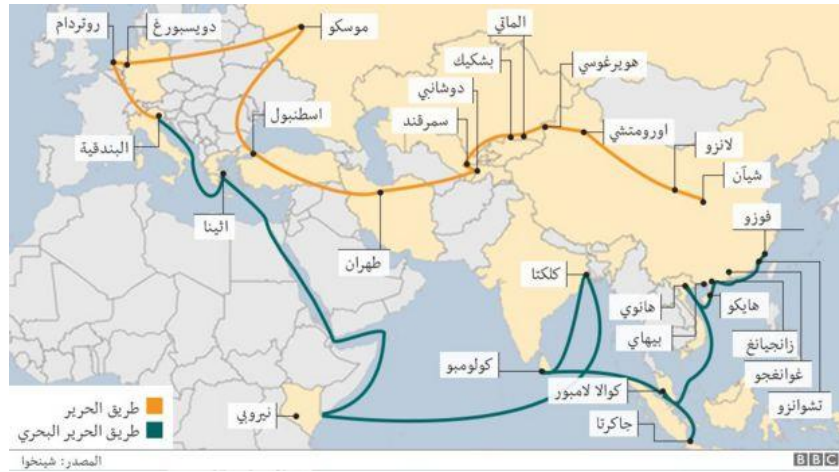 موسكو
دويسبورغ
روتردام
الماتي
بشكيك
هويرغوسي
دوشانبي
سمرقند
اسطنبول
البندقية
اورومتشي
لانزو
شيآن
اثينا
طهران
فوزو
كلكتا
هانوي
هايكو
بيهاي
زانجيانغ
غوانغجو
تشوانزو
كولومبو
كوالا لامبور
جاكرتا
نيروبي
طريق الحرير
طريق الحرير البحري
المصدر: شينخوا
BBC